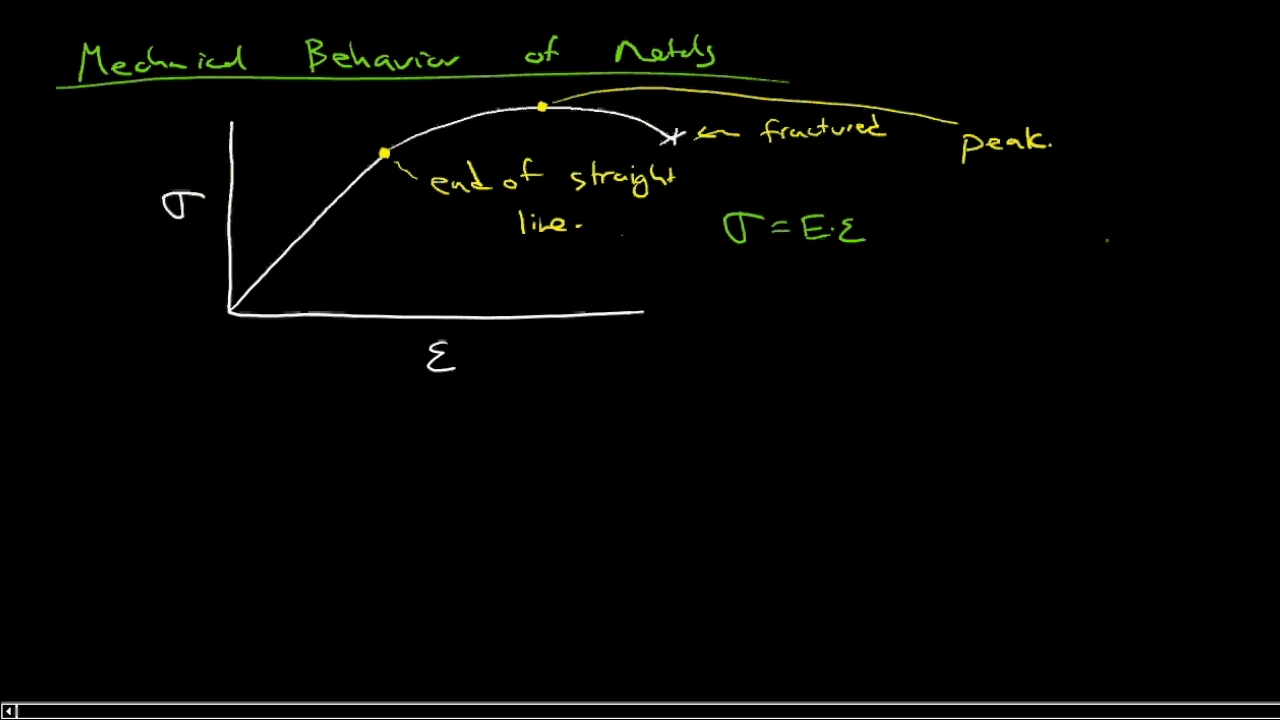 Mechanical Behavior of Metals
← fractured
peak.
σ
end of straight
line.
σ = E·ε
ε